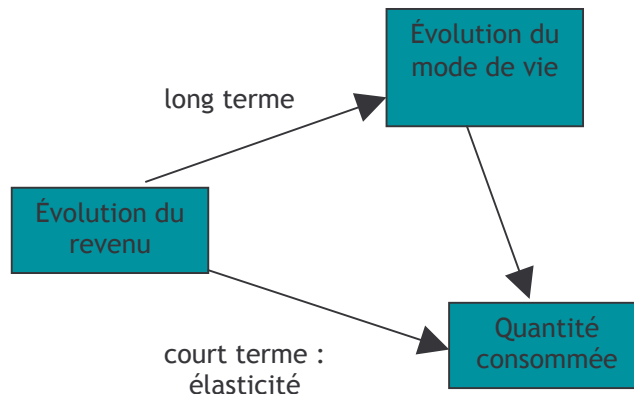 Évolution du
mode de vie
long terme
Évolution du
revenu
Quantité
consommée
court terme :
élasticité